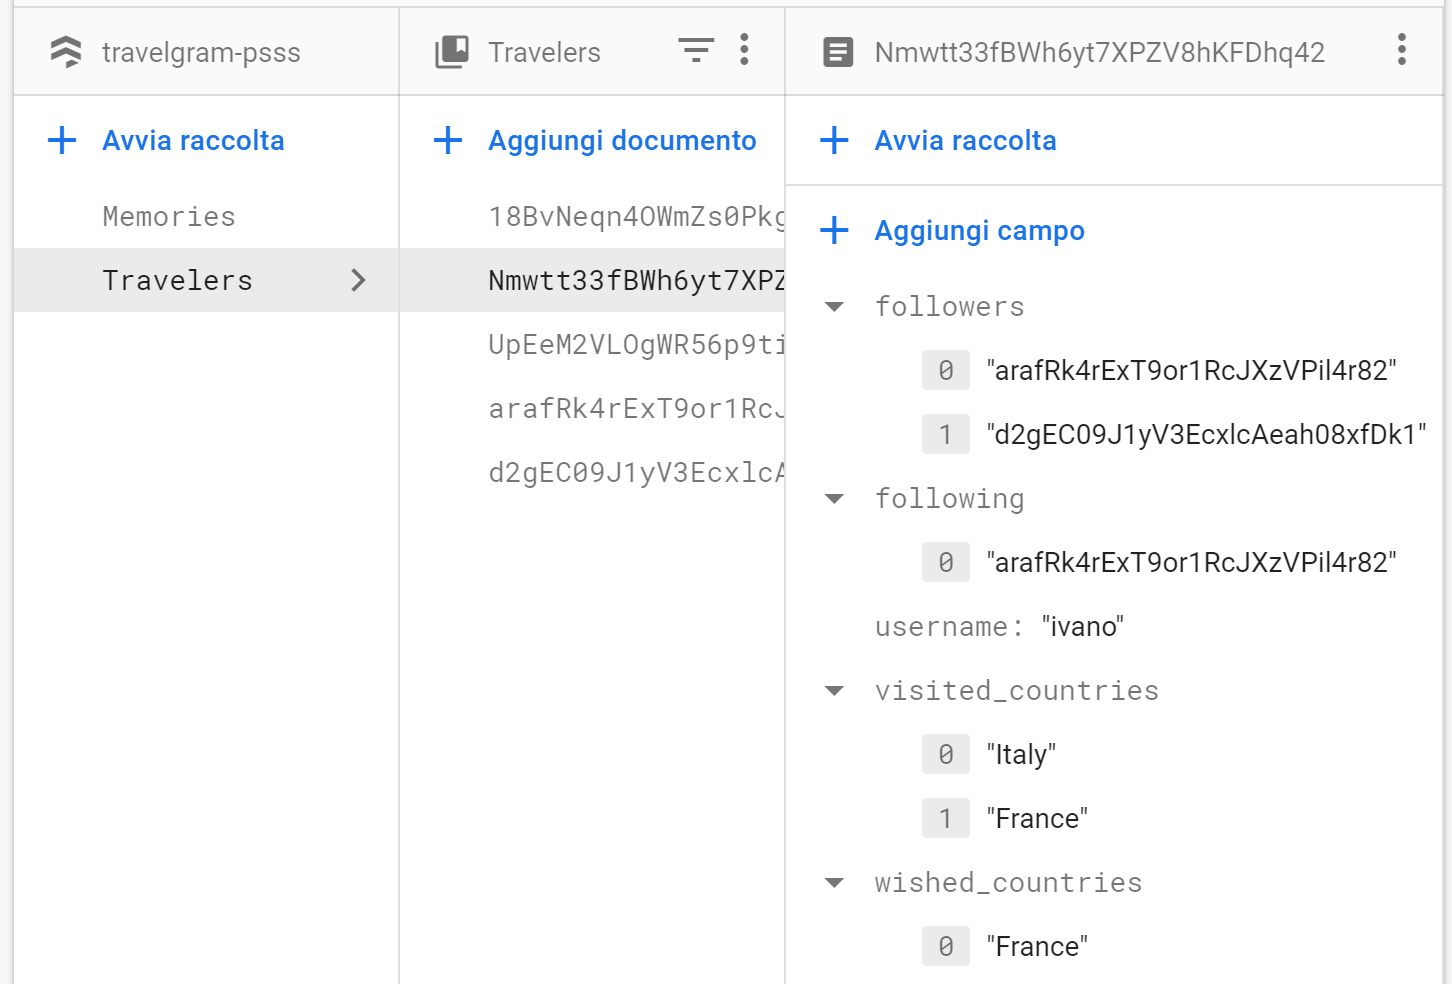 travelgram-psss
Travelers
Nmwtt33fBWh6yt7XPZV8hKFDhq42
Avvia raccolta
Memories
Travelers
Aggiungi documento
18BvNeqn4OWmZs0Pkg
Nmwtt33fBWh6yt7XPZ
UpEeM2VLOgWR56p9ti
arafRk4rExT9or1RcJ
d2gEC09J1yV3EcxlcA
Avvia raccolta
Aggiungi campo
followers
0 "arafRk4rExT9or1RcJXzVPil4r82"
1 "d2gEC09J1yV3EcxlcAeah08xfDk1"
following
0 "arafRk4rExT9or1RcJXzVPil4r82"
username: "ivano"
visited_countries
0 "Italy"
1 "France"
wished_countries
0 "France"